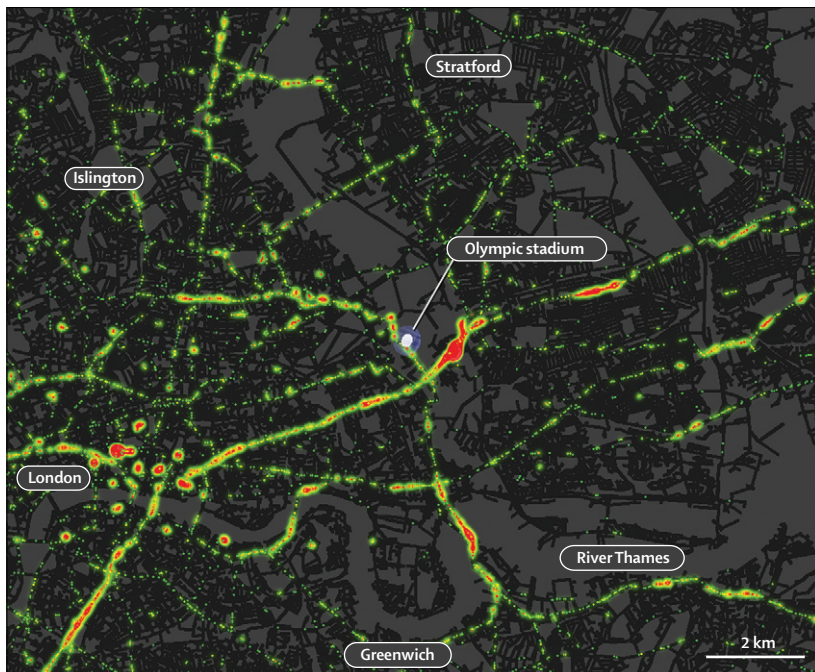 Stratford
Islington
Olympic stadium
London
River Thames
Greenwich
2 km